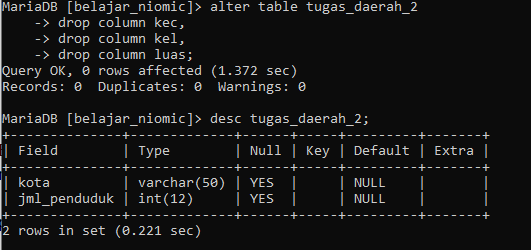 MariaDB [belajar_niomic]> alter table tugas_daerah_2
    -> drop column kec,
    -> drop column kel,
    -> drop column luas;
Query OK, 0 rows affected (1.372 sec)
Records: 0  Duplicates: 0  Warnings: 0

MariaDB [belajar_niomic]> desc tugas_daerah_2;
+--------------+-------------+------+-----+---------+-------+
| Field        | Type        | Null | Key | Default | Extra |
+--------------+-------------+------+-----+---------+-------+
| kota         | varchar(50) | YES  |     | NULL    |       |
| jml_penduduk | int(12)     | YES  |     | NULL    |       |
+--------------+-------------+------+-----+---------+-------+
2 rows in set (0.221 sec)